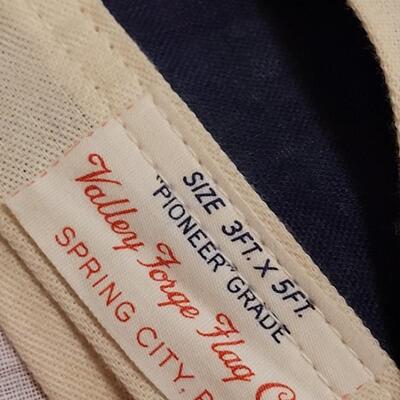 SIZE 3FT. X 5FT.
"PIONEER" GRADE
Valley Forge Flag
SPRING CITY,